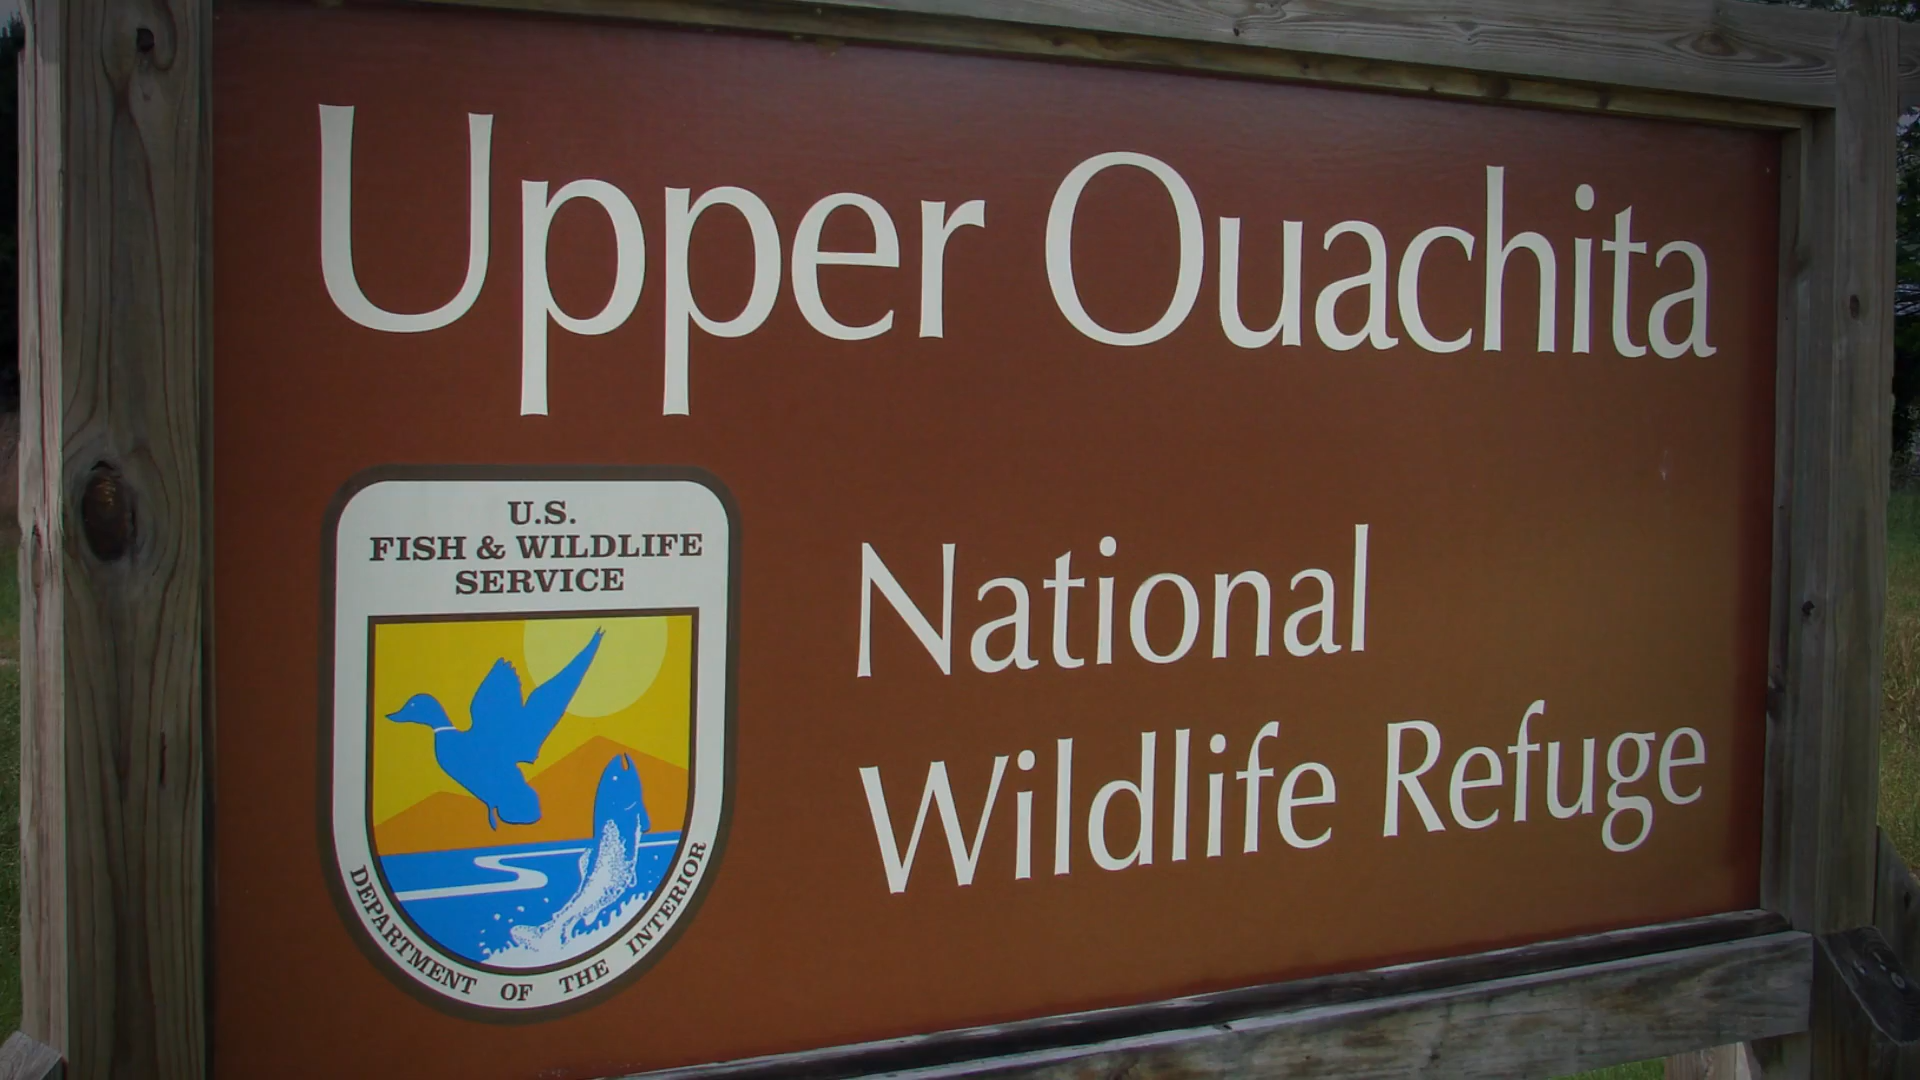 Upper Ouachita
National
Wildlife Refuge
U.S.
FISH & WILDLIFE
SERVICE
DEPARTMENT OF THE INTERIOR